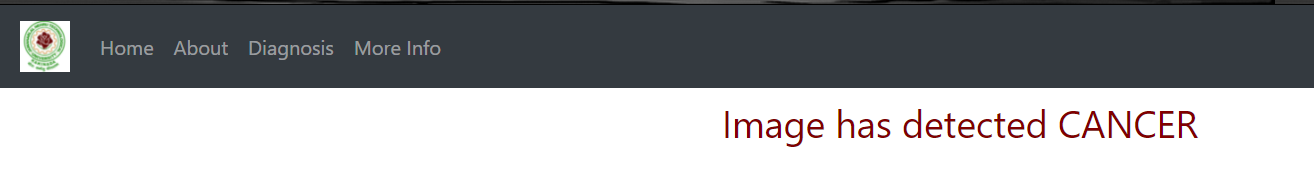 Home About Diagnosis More Info
Image has detected CANCER